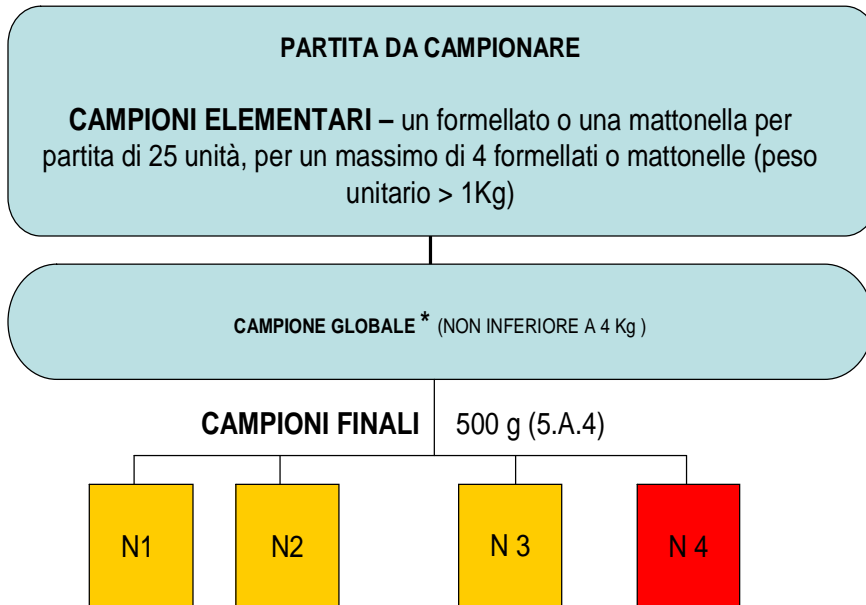 PARTITA DA CAMPIONARE
CAMPIONI ELEMENTARI – un formellato o una mattonella per
partita di 25 unità, per un massimo di 4 formellati o mattonelle (peso
unitario > 1Kg)
CAMPIONE GLOBALE * (NON INFERIORE A 4 Kg )
CAMPIONI FINALI 500 g (5.A.4)
N1 N2 N 3 N 4